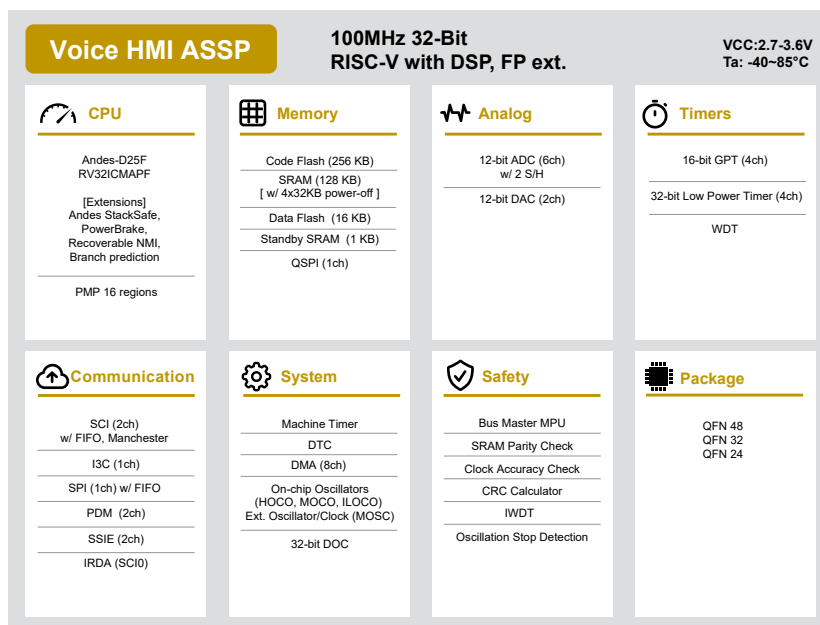 Voice HMI ASSP
100MHz 32-Bit
RISC-V with DSP, FP ext.
VCC:2.7-3.6V
Ta: -40~85°C
CPU
Andes-D25F
RV32ICMAPF
[Extensions]
Andes StackSafe,
PowerBrake,
Recoverable NMI,
Branch prediction
PMP 16 regions
Memory
Code Flash (256 KB)
SRAM (128 KB)
[ w/ 4x32KB power-off ]
Data Flash (16 KB)
Standby SRAM (1 KB)
QSPI (1ch)
Analog
12-bit ADC (6ch)
w/ 2 S/H
12-bit DAC (2ch)
Timers
16-bit GPT (4ch)
32-bit Low Power Timer (4ch)
WDT
Communication
SCI (2ch)
w/ FIFO, Manchester
I3C (1ch)
SPI (1ch) w/ FIFO
PDM (2ch)
SSIE (2ch)
IRDA (SCI0)
System
Machine Timer
DTC
DMA (8ch)
On-chip Oscillators
(HOCO, MOCO, ILOCO)
Ext. Oscillator/Clock (MOSC)
32-bit DOC
Safety
Bus Master MPU
SRAM Parity Check
Clock Accuracy Check
CRC Calculator
IWDT
Oscillation Stop Detection
Package
QFN 48
QFN 32
QFN 24